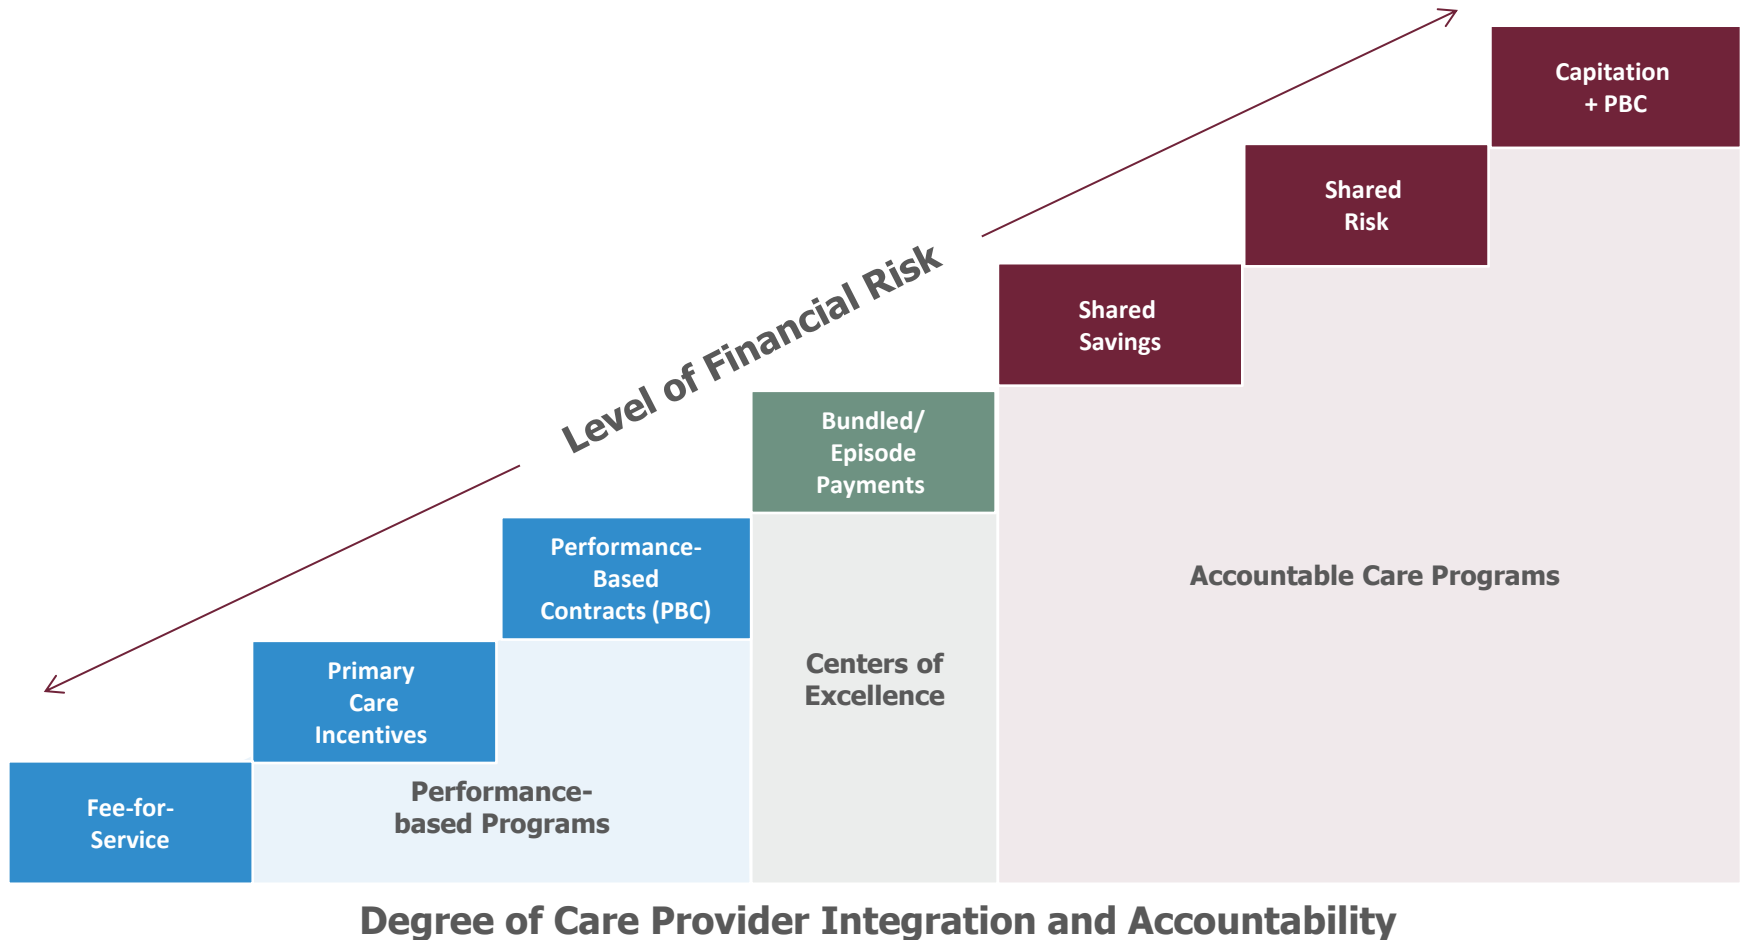 Capitation
+ PBC
Shared
Risk
Level of Financial Risk
Shared
Savings
Bundled/
Episode
Payments
Performance-
Based
Contracts (PBC)
Accountable Care Programs
Primary
Care
Incentives
Centers of
Excellence
Performance-
based Programs
Fee-for-
Service
Degree of Care Provider Integration and Accountability